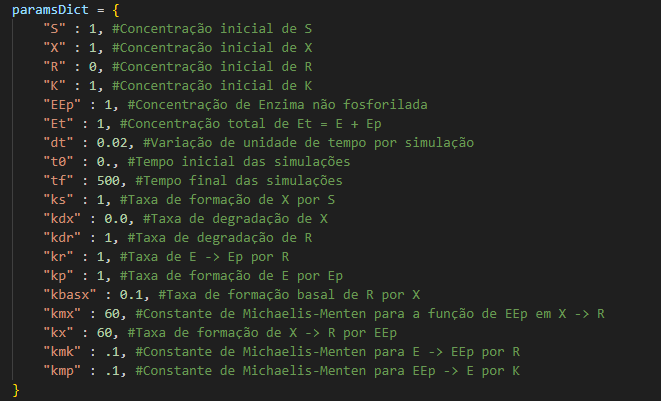 paramsDict = {
"S" : 1, #Concentração inicial de S
"X" : 1, #Concentração inicial de X
"R" : 0, #Concentração inicial de R
"K" : 1, #Concentração inicial de K
"EEp" : 1, #Concentração de Enzima não fosforilada
"Et" : 1, #Concentração total de Et = E + Ep
"dt" : 0.02, #Variação de unidade de tempo por simulação
"t0" : 0., #Tempo inicial das simulações
"tf" : 500, #Tempo final das simulações
"ks" : 1, #Taxa de formação de X por S
"kdx" : 0.0, #Taxa de degradação de X
"kdr" : 1, #Taxa de degradação de R
"kr" : 1, #Taxa de E -> Ep por R
"kp" : 1, #Taxa de formação de E por Ep
"kbasx" : 0.1, #Taxa de formação basal de R por X
"kmx" : 60, #Constante de Michaelis-Menten para a função de EEp em X -> R
"kx" : 60, #Taxa de formação de X -> R por EEp
"kmk" : .1, #Constante de Michaelis-Menten para E -> EEp por R
"kmp" : .1, #Constante de Michaelis-Menten para EEp -> E por K
}